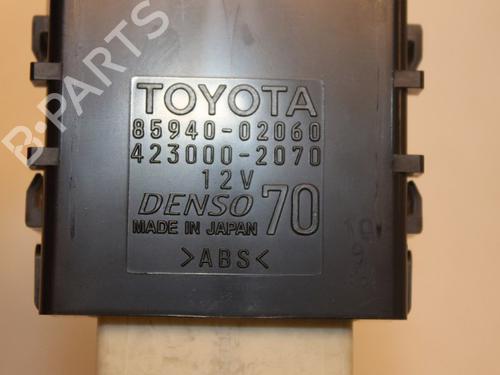 B-PARTS
TOYOTA
85940-02060
423000-2070
12V
DENSO 70
MADE IN JAPAN
>ABS<